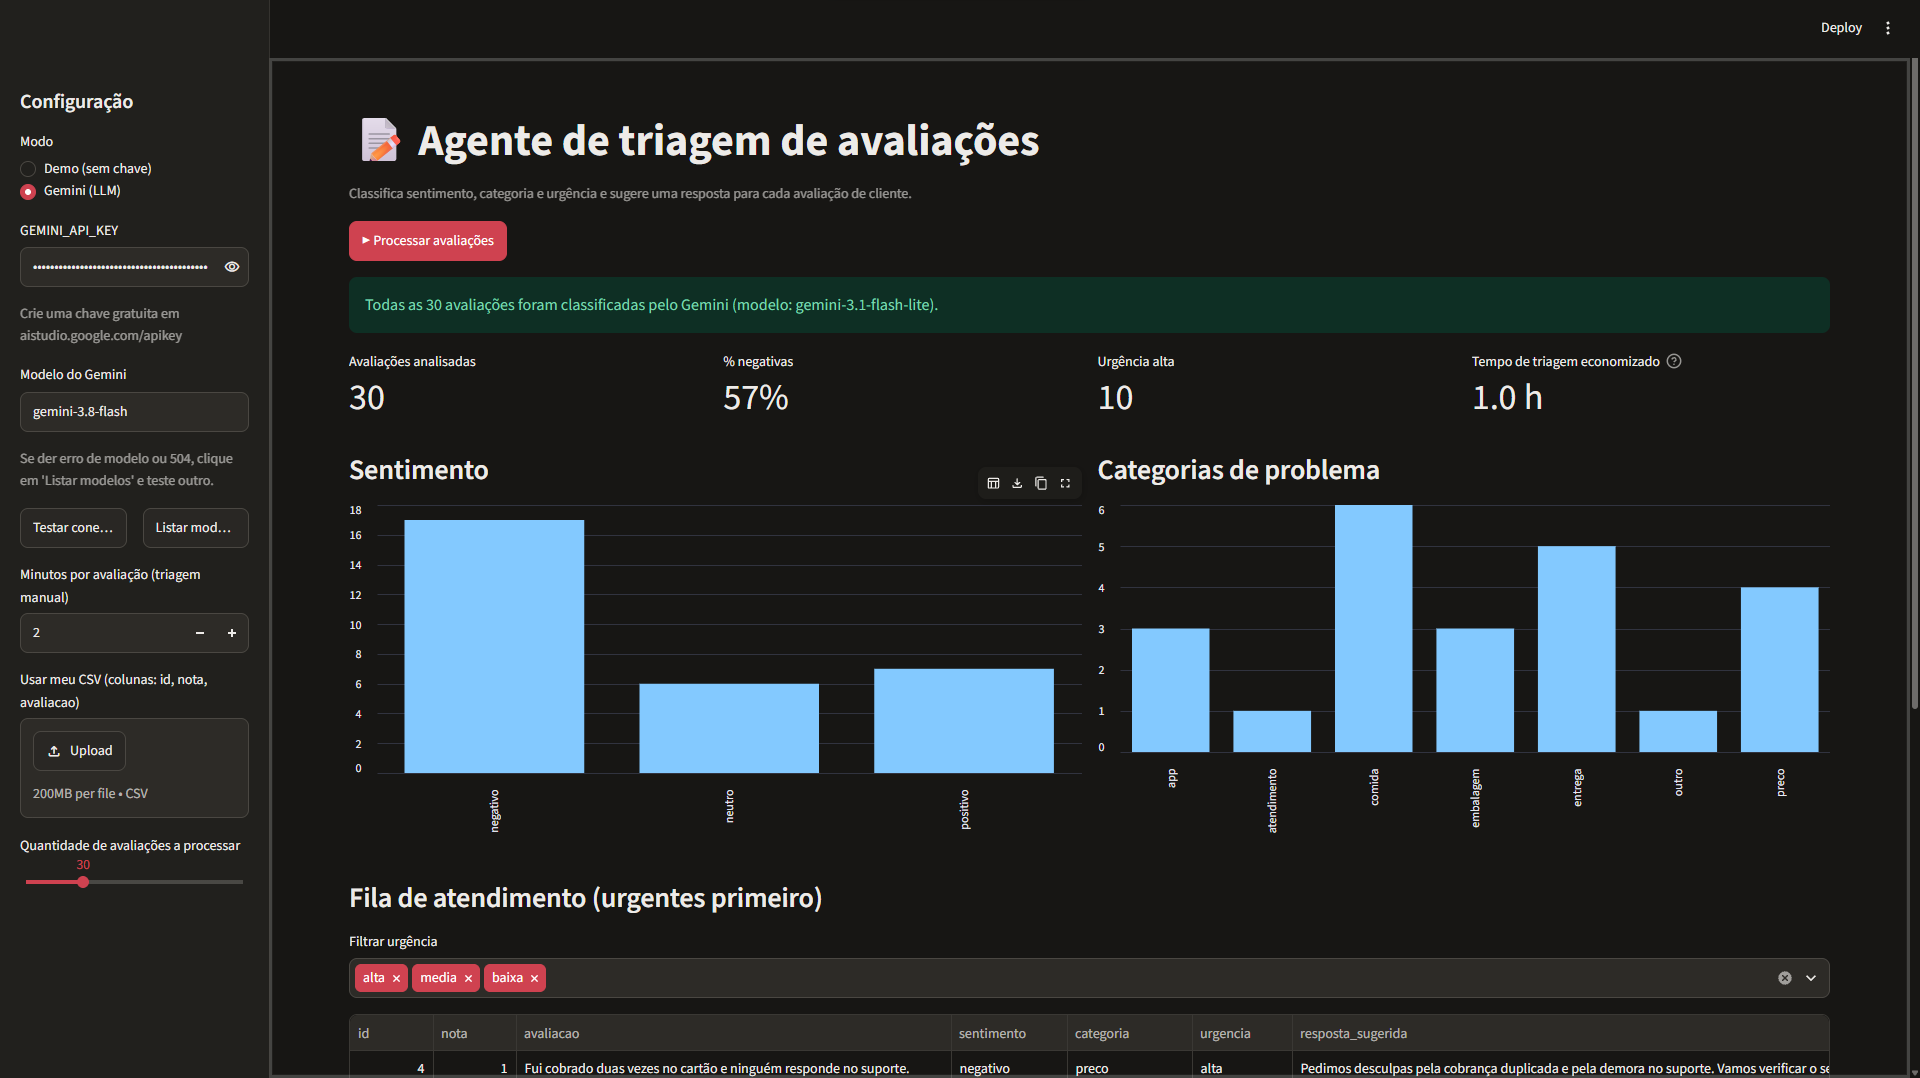 Deploy
Configuração
Modo
Demo (sem chave)
Gemini (LLM)
GEMINI_API_KEY
••••••••••••••••••••••••••••••••••••••••
Crie uma chave gratuita em
aistudio.google.com/apikey
Modelo do Gemini
gemini-3.8-flash
Se der erro de modelo ou 504, clique
em 'Listar modelos' e teste outro.
Testar cone...
Listar mod...
Minutos por avaliação (triagem
manual)
2
Usar meu CSV (colunas: id, nota,
avaliacao)
Upload
200MB per file • CSV
Quantidade de avaliações a processar
30
Agente de triagem de avaliações
Classifica sentimento, categoria e urgência e sugere uma resposta para cada avaliação de cliente.
Processar avaliações
Todas as 30 avaliações foram classificadas pelo Gemini (modelo: gemini-3.1-flash-lite).
Avaliações analisadas
30
% negativas
57%
Urgência alta
10
Tempo de triagem economizado
1.0 h
Sentimento
18
16
14
12
10
8
6
4
2
0
negativo
neutro
positivo
Categorias de problema
6
5
4
3
2
1
0
app
atendimento
comida
embalagem
entrega
outro
preco
Fila de atendimento (urgentes primeiro)
Filtrar urgência
alta
media
baixa
id nota avaliacao sentimento categoria urgencia resposta_sugerida
4 1 Fui cobrado duas vezes no cartão e ninguém responde no suporte. negativo preco alta Pedimos desculpas pela cobrança duplicada e pela demora no suporte. Vamos verificar o se